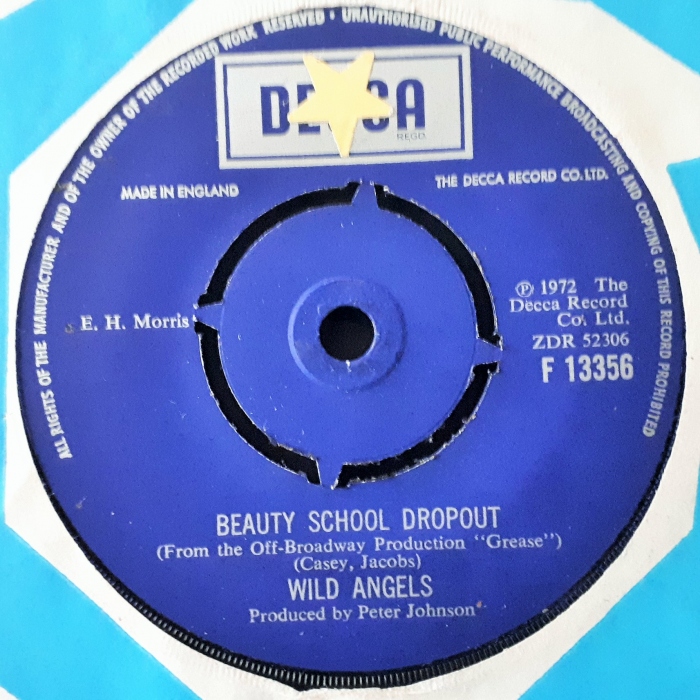 ALL RIGHTS OF THE MANUFACTURER AND OF THE OWNER OF THE RECORDED WORK RESERVED · UNAUTHORISED PUBLIC PERFORMANCE BROADCASTING AND COPYING OF THIS RECORD PROHIBITED
DECCA
REGD.
MADE IN ENGLAND
THE DECCA RECORD CO. LTD.
E. H. Morris
℗ 1972 The
Decca Record
Co. Ltd.
ZDR 52306
F 13356
BEAUTY SCHOOL DROPOUT
(From the Off-Broadway Production “Grease”)
(Casey, Jacobs)
WILD ANGELS
Produced by Peter Johnson